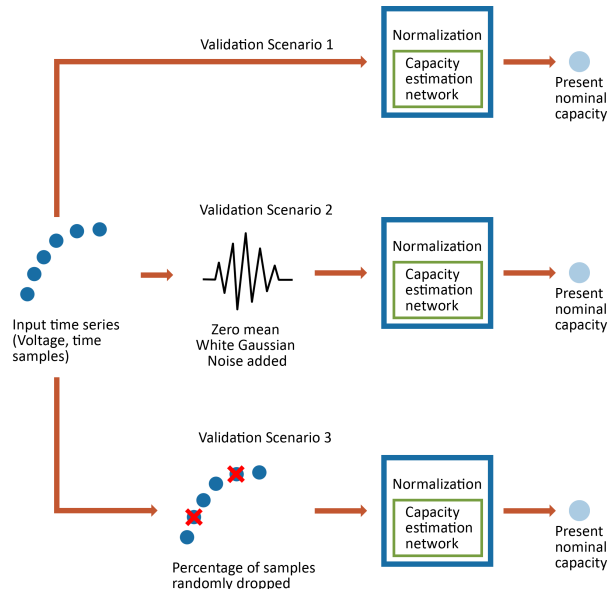 Validation Scenario 1
Normalization
Capacity
estimation
network
Present
nominal
capacity
Input time series
(Voltage, time
samples)
Validation Scenario 2
Zero mean
White Gaussian
Noise added
Normalization
Capacity
estimation
network
Present
nominal
capacity
Validation Scenario 3
Percentage of samples
randomly dropped
Normalization
Capacity
estimation
network
Present
nominal
capacity